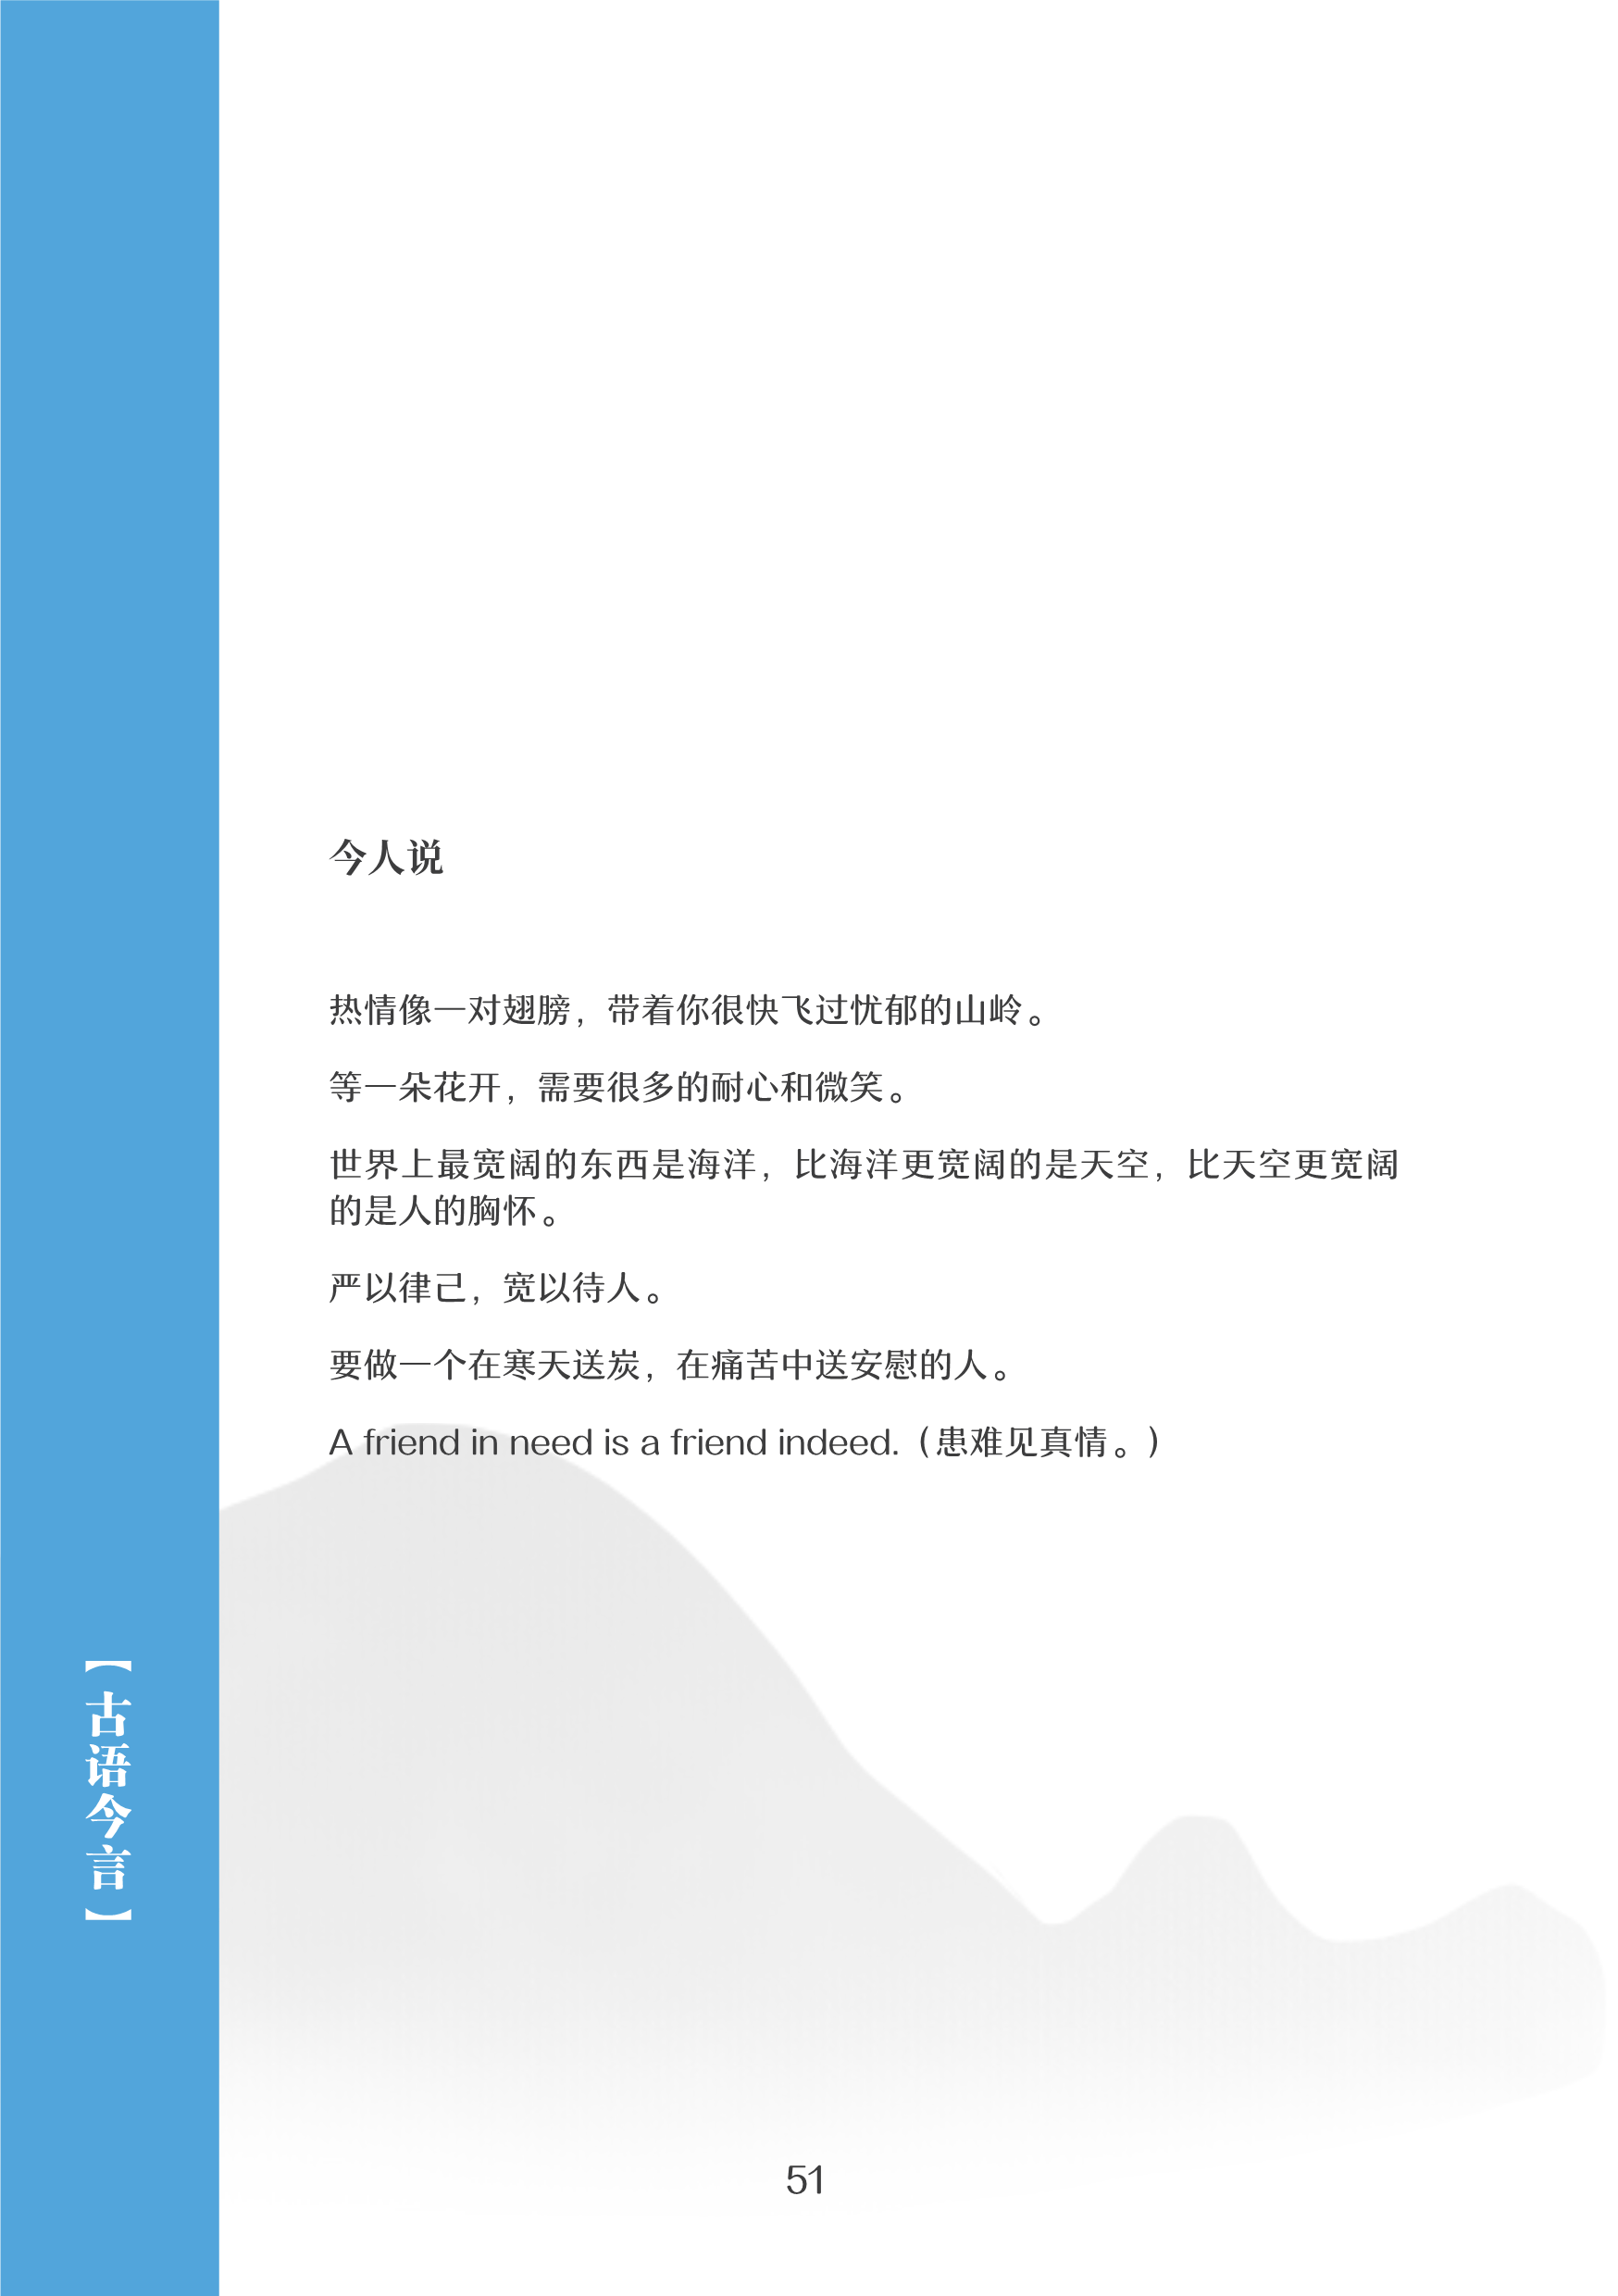 今人说
热情像一对翅膀，带着你很快飞过忧郁的山岭。
等一朵花开，需要很多的耐心和微笑。
世界上最宽阔的东西是海洋，比海洋更宽阔的是天空，比天空更宽阔
的是人的胸怀。
严以律己，宽以待人。
要做一个在寒天送炭，在痛苦中送安慰的人。
A friend in need is a friend indeed.（患难见真情。）
【古语今言】
51